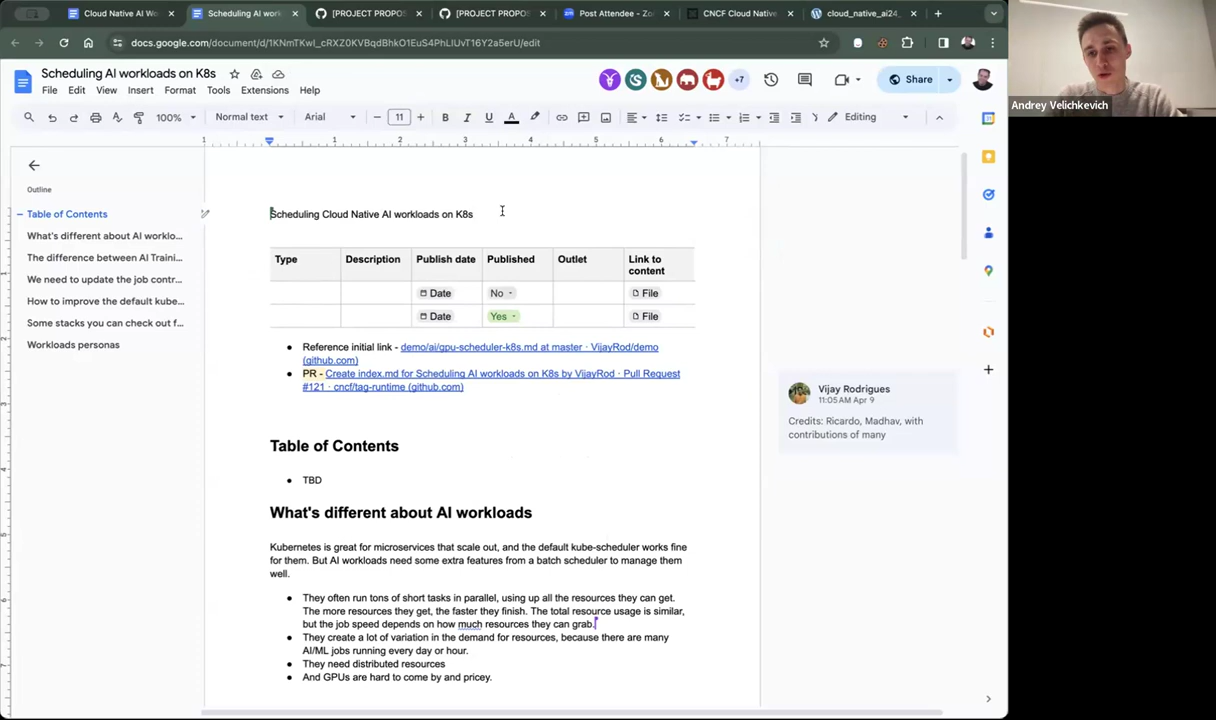 Cloud Native AI Wo
Scheduling AI work
[PROJECT PROPOS
[PROJECT PROPOS
Post Attendee - Zo
CNCF Cloud Native
cloud_native_ai24_
docs.google.com/document/d/1KNmTKwl_cRXZ0KVBqdBhkO1EuS4PhLlUvT16Y2a5erU/edit
Scheduling AI workloads on K8s
File Edit View Insert Format Tools Extensions Help
+7
Share
100%
Normal text
Arial
11
B I U A
Editing
1 1 2 3 4 5 6 7
Andrey Velichkevich
Outline
Table of Contents
What's different about AI worklo...
The difference between AI Traini...
We need to update the job contr...
How to improve the default kube...
Some stacks you can check out f...
Workloads personas
Scheduling Cloud Native AI workloads on K8s
Type Description Publish date Published Outlet Link to content
Date No File
Date Yes File
Reference initial link - demo/ai/gpu-scheduler-k8s.md at master · VijayRod/demo
(github.com)
PR - Create index.md for Scheduling AI workloads on K8s by VijayRod · Pull Request
#121 · cncf/tag-runtime (github.com)
Vijay Rodrigues
11:05 AM Apr 9
Credits: Ricardo, Madhav, with
contributions of many
Table of Contents
TBD
What's different about AI workloads
Kubernetes is great for microservices that scale out, and the default kube-scheduler works fine
for them. But AI workloads need some extra features from a batch scheduler to manage them
well.
They often run tons of short tasks in parallel, using up all the resources they can get.
The more resources they get, the faster they finish. The total resource usage is similar,
but the job speed depends on how much resources they can grab.
They create a lot of variation in the demand for resources, because there are many
AI/ML jobs running every day or hour.
They need distributed resources
And GPUs are hard to come by and pricey.